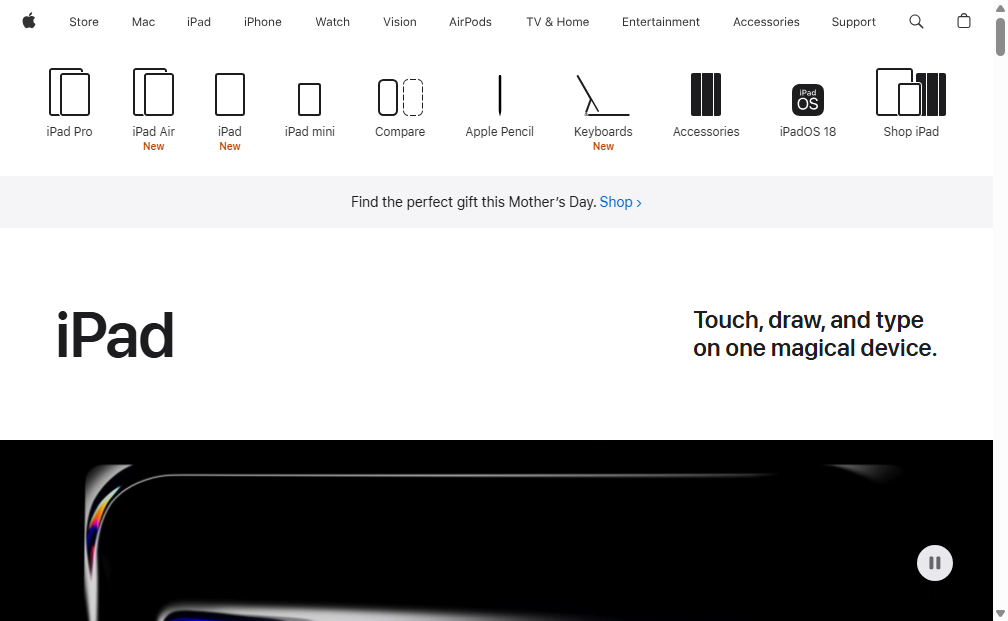 Store Mac iPad iPhone Watch Vision AirPods TV & Home Entertainment Accessories Support
iPad Pro
iPad Air
New
iPad
New
iPad mini
Compare
Apple Pencil
Keyboards
New
Accessories
iPad
OS
iPadOS 18
Shop iPad
Find the perfect gift this Mother's Day. Shop >
iPad
Touch, draw, and type
on one magical device.